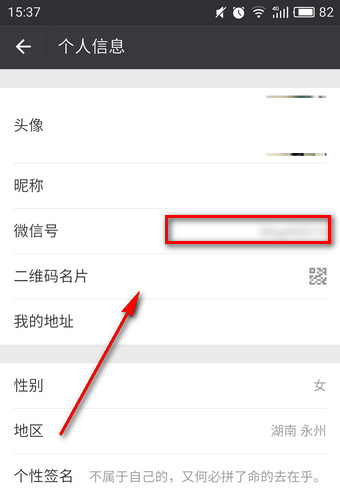 15:37 4G 82
个人信息
头像
昵称
微信号
二维码名片
我的地址
性别 女
地区 湖南 永州
个性签名 不属于自己的，又何必拼了命的去在乎。